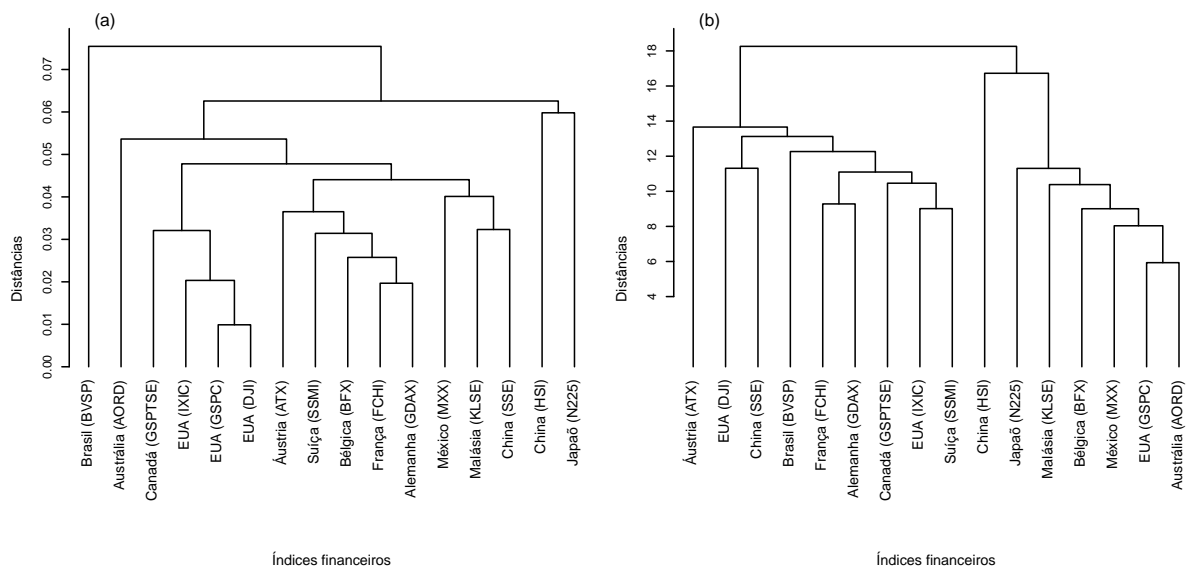 (a)
Distâncias
0.00 0.01 0.02 0.03 0.04 0.05 0.06 0.07
Brasil (BVSP)
Austrália (AORD)
Canadá (GSPTSE)
EUA (IXIC)
EUA (GSPC)
EUA (DJI)
Áustria (ATX)
Suíça (SSMI)
Bégica (BFX)
França (FCHI)
Alemanha (GDAX)
México (MXX)
Malásia (KLSE)
China (SSE)
China (HSI)
Japaõ (N225)
Índices financeiros
(b)
Distâncias
4 6 8 10 12 14 16 18
Áustria (ATX)
EUA (DJI)
China (SSE)
Brasil (BVSP)
França (FCHI)
Alemanha (GDAX)
Canadá (GSPTSE)
EUA (IXIC)
Suíça (SSMI)
China (HSI)
Japaõ (N225)
Malásia (KLSE)
Bégica (BFX)
México (MXX)
EUA (GSPC)
Austrália (AORD)
Índices financeiros